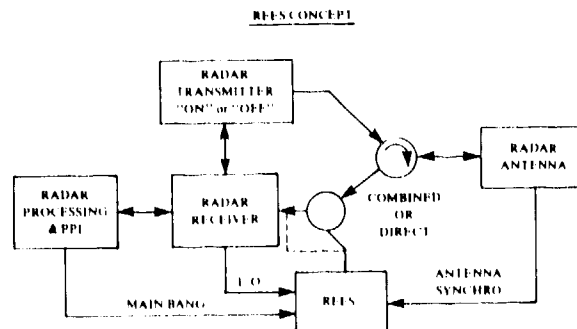 REES CONCEPT
RADAR
TRANSMITTER
"ON" or "OFF"
RADAR
ANTENNA
RADAR
PROCESSING
& PPI
RADAR
RECEIVER
COMBINED
OR
DIRECT
L.O.
MAIN BANG
REES
ANTENNA
SYNCHRO